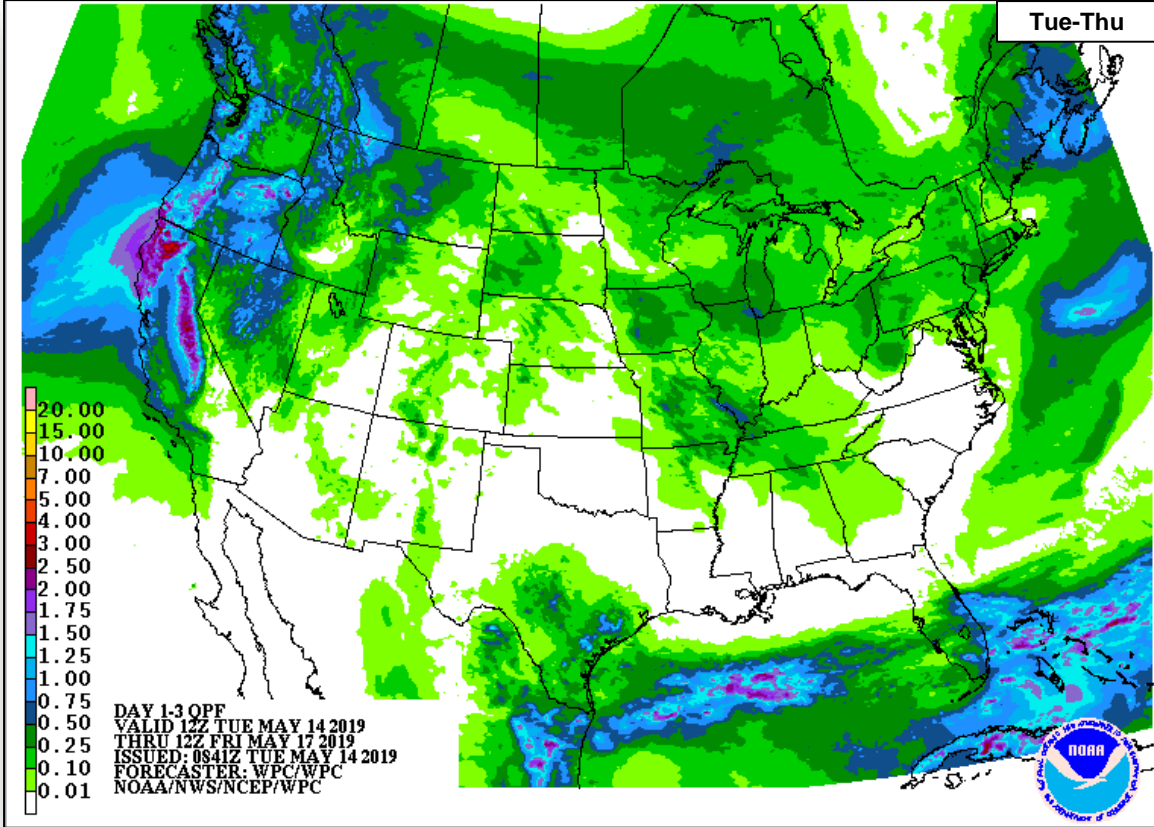 Tue-Thu
20.00
15.00
10.00
7.00
5.00
4.00
3.00
2.50
2.00
1.75
1.50
1.25
1.00
0.75
0.50
0.25
0.10
0.01
DAY 1-3 QPF
VALID 12Z TUE MAY 14 2019
THRU 12Z FRI MAY 17 2019
ISSUED: 0841Z TUE MAY 14 2019
FORECASTER: WPC/WPC
NOAA/NWS/NCEP/WPC
NOAA